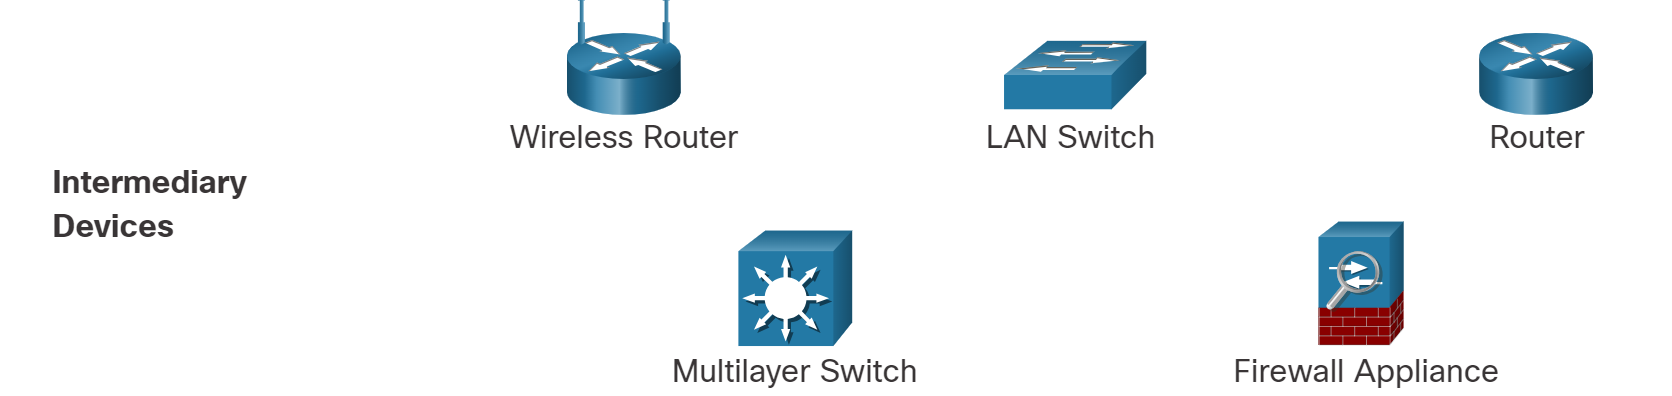 Wireless Router
LAN Switch
Router
Intermediary
Devices
Multilayer Switch
Firewall Appliance